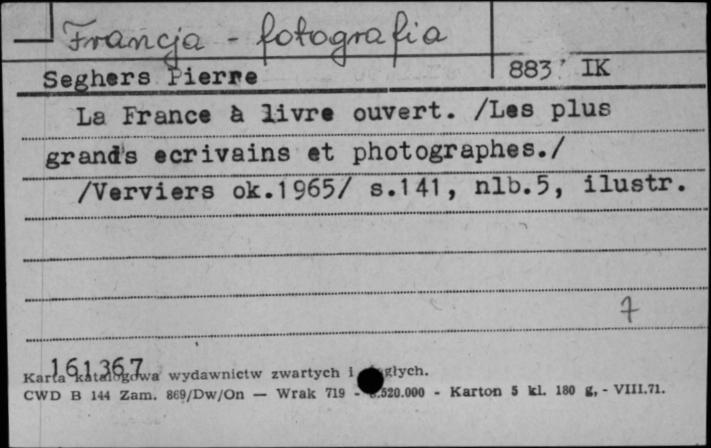 Francja - fotografia
Seghers Pierre 883 IK
La France à livre ouvert. /Les plus
grands ecrivains et photographes./
/Verviers ok.1965/ s.141, nlb.5, ilustr.
7
161367
Karta katalogowa wydawnictw zwartych i ciągłych.
CWD B 144 Zam. 869/Dw/On — Wrak 719 - .520.000 - Karton 5 kl. 180 g, - VIII.71.